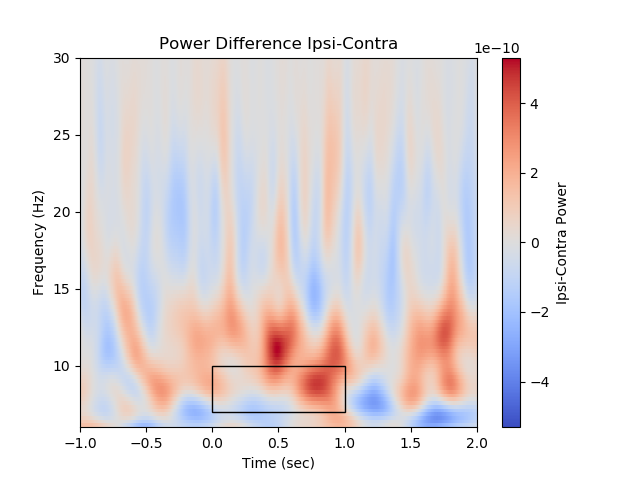 Power Difference Ipsi-Contra
1e−10
30
25
20
15
10
Frequency (Hz)
−1.0 −0.5 0.0 0.5 1.0 1.5 2.0
Time (sec)
4
2
0
−2
−4
Ipsi-Contra Power